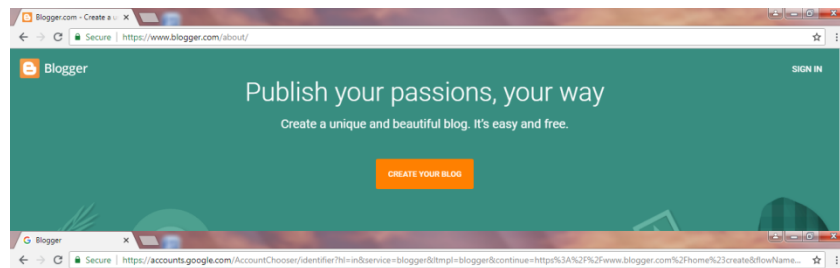 Blogger.com - Create a u
Secure | https://www.blogger.com/about/
Blogger
SIGN IN
Publish your passions, your way
Create a unique and beautiful blog. It's easy and free.
CREATE YOUR BLOG
Blogger
Secure | https://accounts.google.com/AccountChooser/identifier?hl=in&service=blogger&ltmpl=blogger&continue=https%3A%2F%2Fwww.blogger.com%2Fhome%23create&flowName...